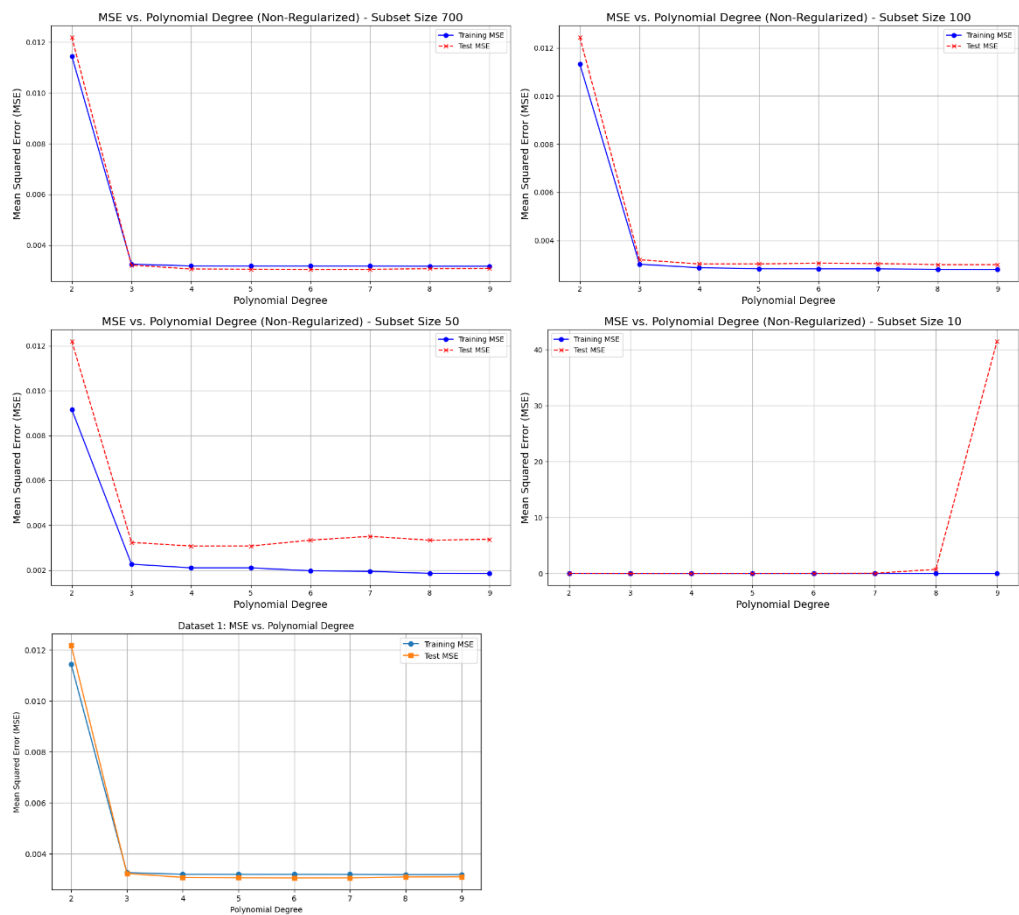 MSE vs. Polynomial Degree (Non-Regularized) - Subset Size 700
Training MSE
Test MSE
0.012
0.010
0.008
0.006
0.004
Mean Squared Error (MSE)
2 3 4 5 6 7 8 9
Polynomial Degree
MSE vs. Polynomial Degree (Non-Regularized) - Subset Size 100
Training MSE
Test MSE
0.012
0.010
0.008
0.006
0.004
Mean Squared Error (MSE)
2 3 4 5 6 7 8 9
Polynomial Degree
MSE vs. Polynomial Degree (Non-Regularized) - Subset Size 50
Training MSE
Test MSE
0.012
0.010
0.008
0.006
0.004
0.002
Mean Squared Error (MSE)
2 3 4 5 6 7 8 9
Polynomial Degree
MSE vs. Polynomial Degree (Non-Regularized) - Subset Size 10
Training MSE
Test MSE
40
30
20
10
0
Mean Squared Error (MSE)
2 3 4 5 6 7 8 9
Polynomial Degree
Dataset 1: MSE vs. Polynomial Degree
Training MSE
Test MSE
0.012
0.010
0.008
0.006
0.004
Mean Squared Error (MSE)
2 3 4 5 6 7 8 9
Polynomial Degree